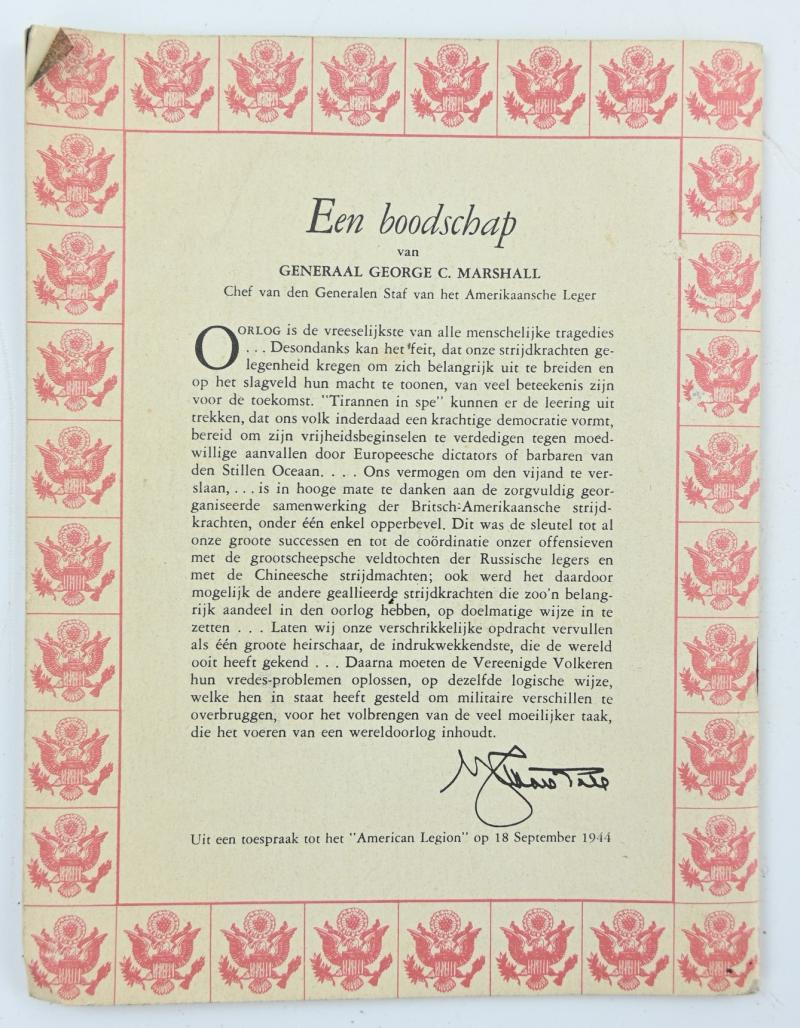 Een boodschap
van
GENERAAL GEORGE C. MARSHALL
Chef van den Generalen Staf van het Amerikaansche Leger
OORLOG is de vreeselijkste van alle menschelijke tragedies
. . . Desondanks kan het feit, dat onze strijdkrachten ge-
legenheid kregen om zich belangrijk uit te breiden en
op het slagveld hun macht te toonen, van veel beteekenis zijn
voor de toekomst. "Tirannen in spe" kunnen er de leering uit
trekken, dat ons volk inderdaad een krachtige democratie vormt,
bereid om zijn vrijheidsbeginselen te verdedigen tegen moed-
willige aanvallen door Europeesche dictators of barbaren van
den Stillen Oceaan. . . . Ons vermogen om den vijand te ver-
slaan, . . . is in hooge mate te danken aan de zorgvuldig geor-
ganiseerde samenwerking der Britsch-Amerikaansche strijd-
krachten, onder één enkel opperbevel. Dit was de sleutel tot al
onze groote successen en tot de coördinatie onzer offensieven
met de grootscheepsche veldtochten der Russische legers en
met de Chineesche strijdmachten; ook werd het daardoor
mogelijk de andere geallieerde strijdkrachten die zoo'n belang-
rijk aandeel in den oorlog hebben, op doelmatige wijze in te
zetten . . . Laten wij onze verschrikkelijke opdracht vervullen
als één groote heirschaar, de indrukwekkendste, die de wereld
ooit heeft gekend . . . Daarna moeten de Vereenigde Volkeren
hun vredes-problemen oplossen, op dezelfde logische wijze,
welke hen in staat heeft gesteld om militaire verschillen te
overbruggen, voor het volbrengen van de veel moeilijker taak,
die het voeren van een wereldoorlog inhoudt.
Uit een toespraak tot het "American Legion" op 18 September 1944